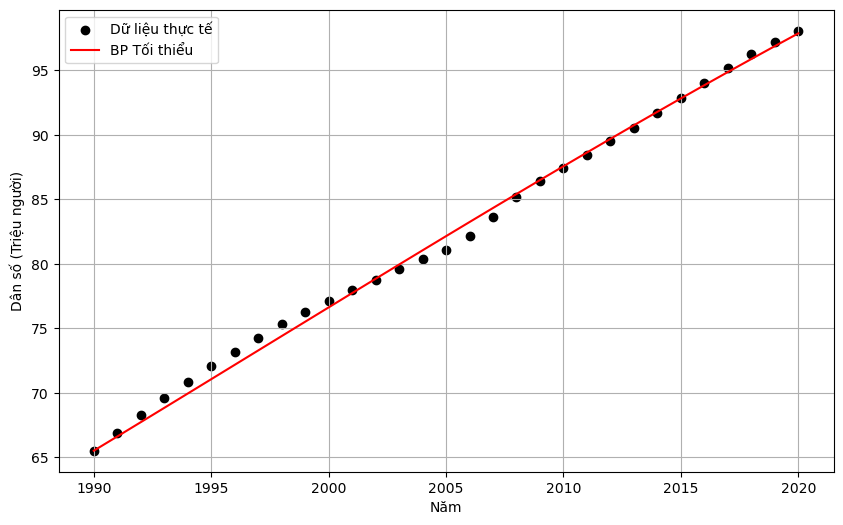 Dữ liệu thực tế
BP Tối thiểu
95
90
85
80
75
70
65
Dân số (Triệu người)
1990 1995 2000 2005 2010 2015 2020
Năm